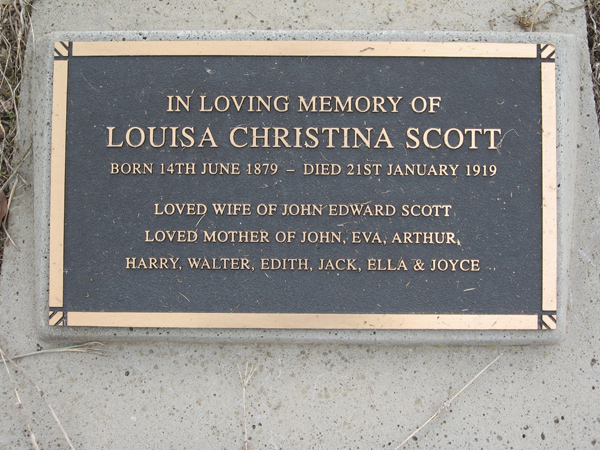 IN LOVING MEMORY OF
LOUISA CHRISTINA SCOTT
BORN 14TH JUNE 1879 – DIED 21ST JANUARY 1919
LOVED WIFE OF JOHN EDWARD SCOTT
LOVED MOTHER OF JOHN, EVA, ARTHUR,
HARRY, WALTER, EDITH, JACK, ELLA & JOYCE